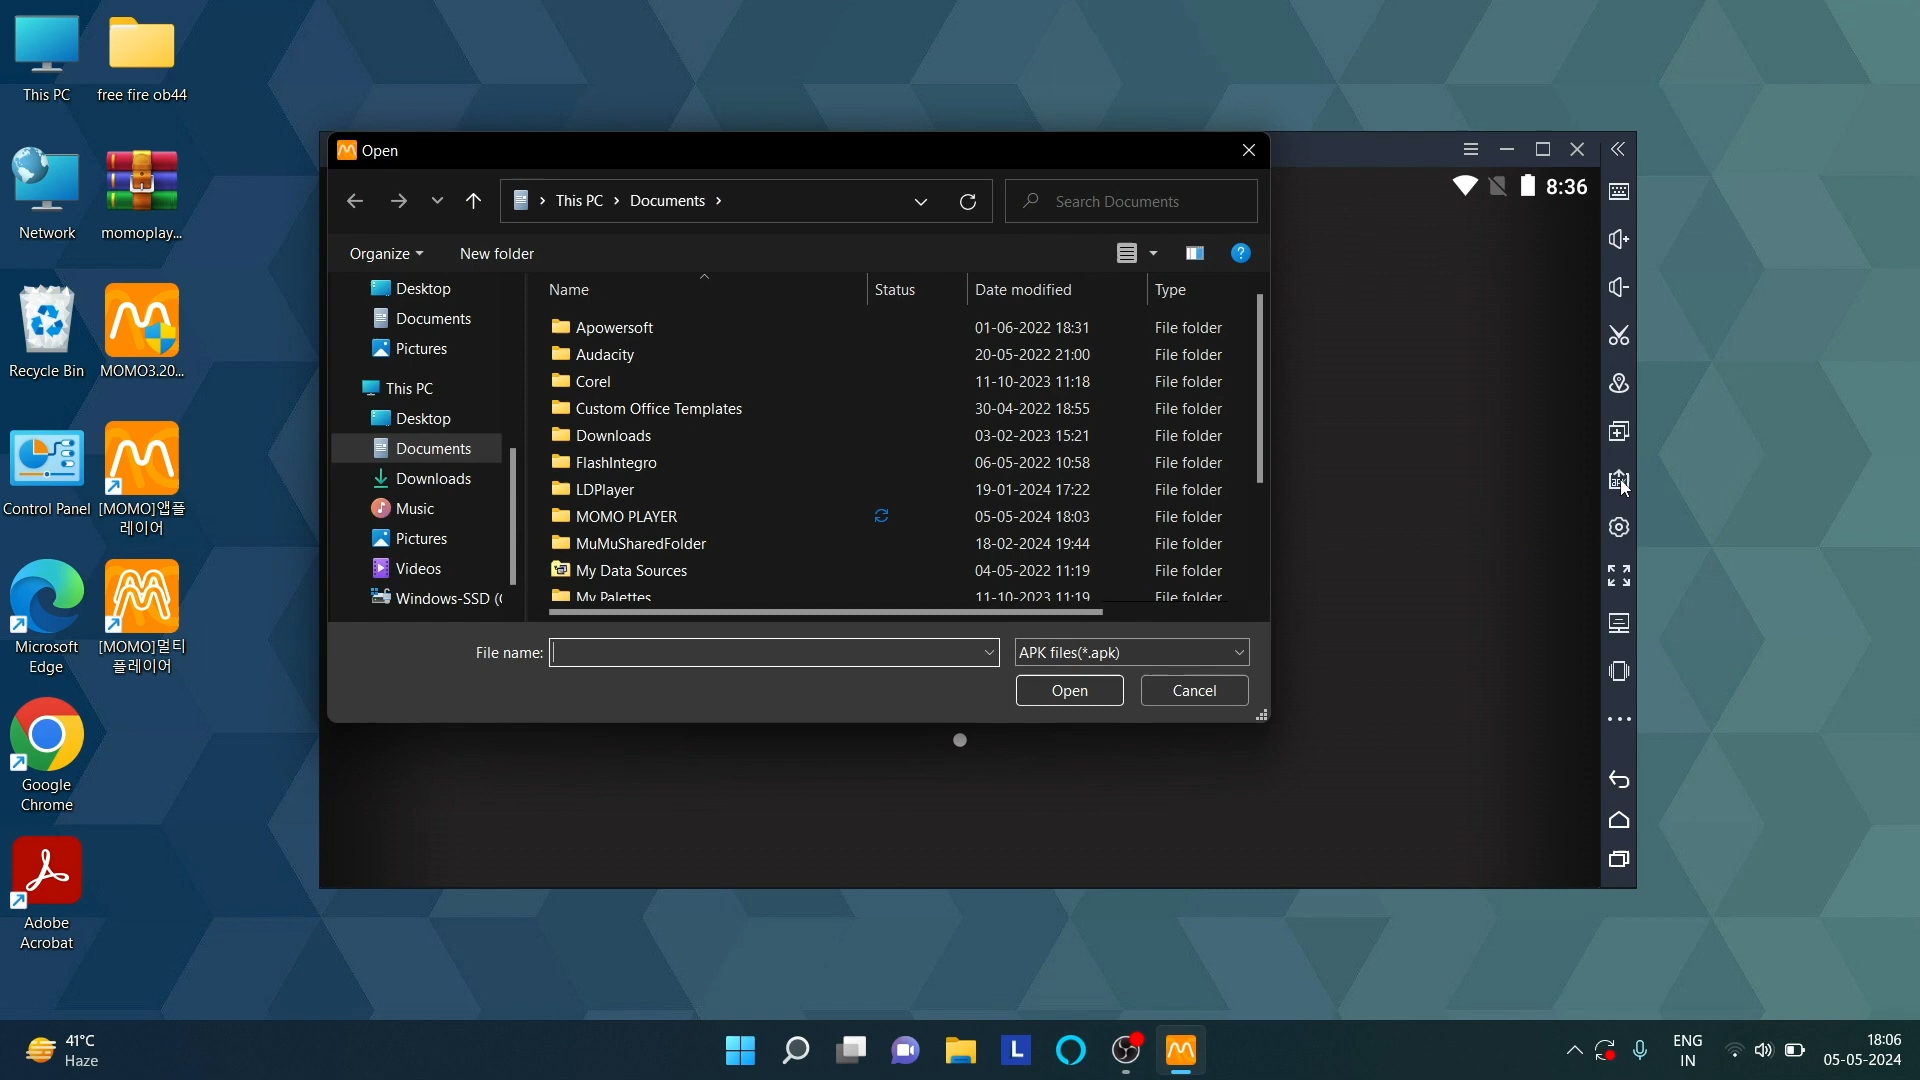 This PC
free fire ob44
Network
momoplay...
Recycle Bin
MOMO3.20...
Control Panel
[MOMO]앱플
레이어
Microsoft
Edge
[MOMO]멀티
플레이어
Google
Chrome
Adobe
Acrobat
Open
This PC > Documents >
Search Documents
Organize
New folder
Desktop
Documents
Pictures
This PC
Desktop
Documents
Downloads
Music
Pictures
Videos
Windows-SSD (
Name Status Date modified Type
Apowersoft 01-06-2022 18:31 File folder
Audacity 20-05-2022 21:00 File folder
Corel 11-10-2023 11:18 File folder
Custom Office Templates 30-04-2022 18:55 File folder
Downloads 03-02-2023 15:21 File folder
FlashIntegro 06-05-2022 10:58 File folder
LDPlayer 19-01-2024 17:22 File folder
MOMO PLAYER 05-05-2024 18:03 File folder
MuMuSharedFolder 18-02-2024 19:44 File folder
My Data Sources 04-05-2022 11:19 File folder
My Palettes 11-10-2023 11:19 File folder
File name:
APK files(*.apk)
Open
Cancel
8:36
41°C
Haze
L
ENG
IN
18:06
05-05-2024